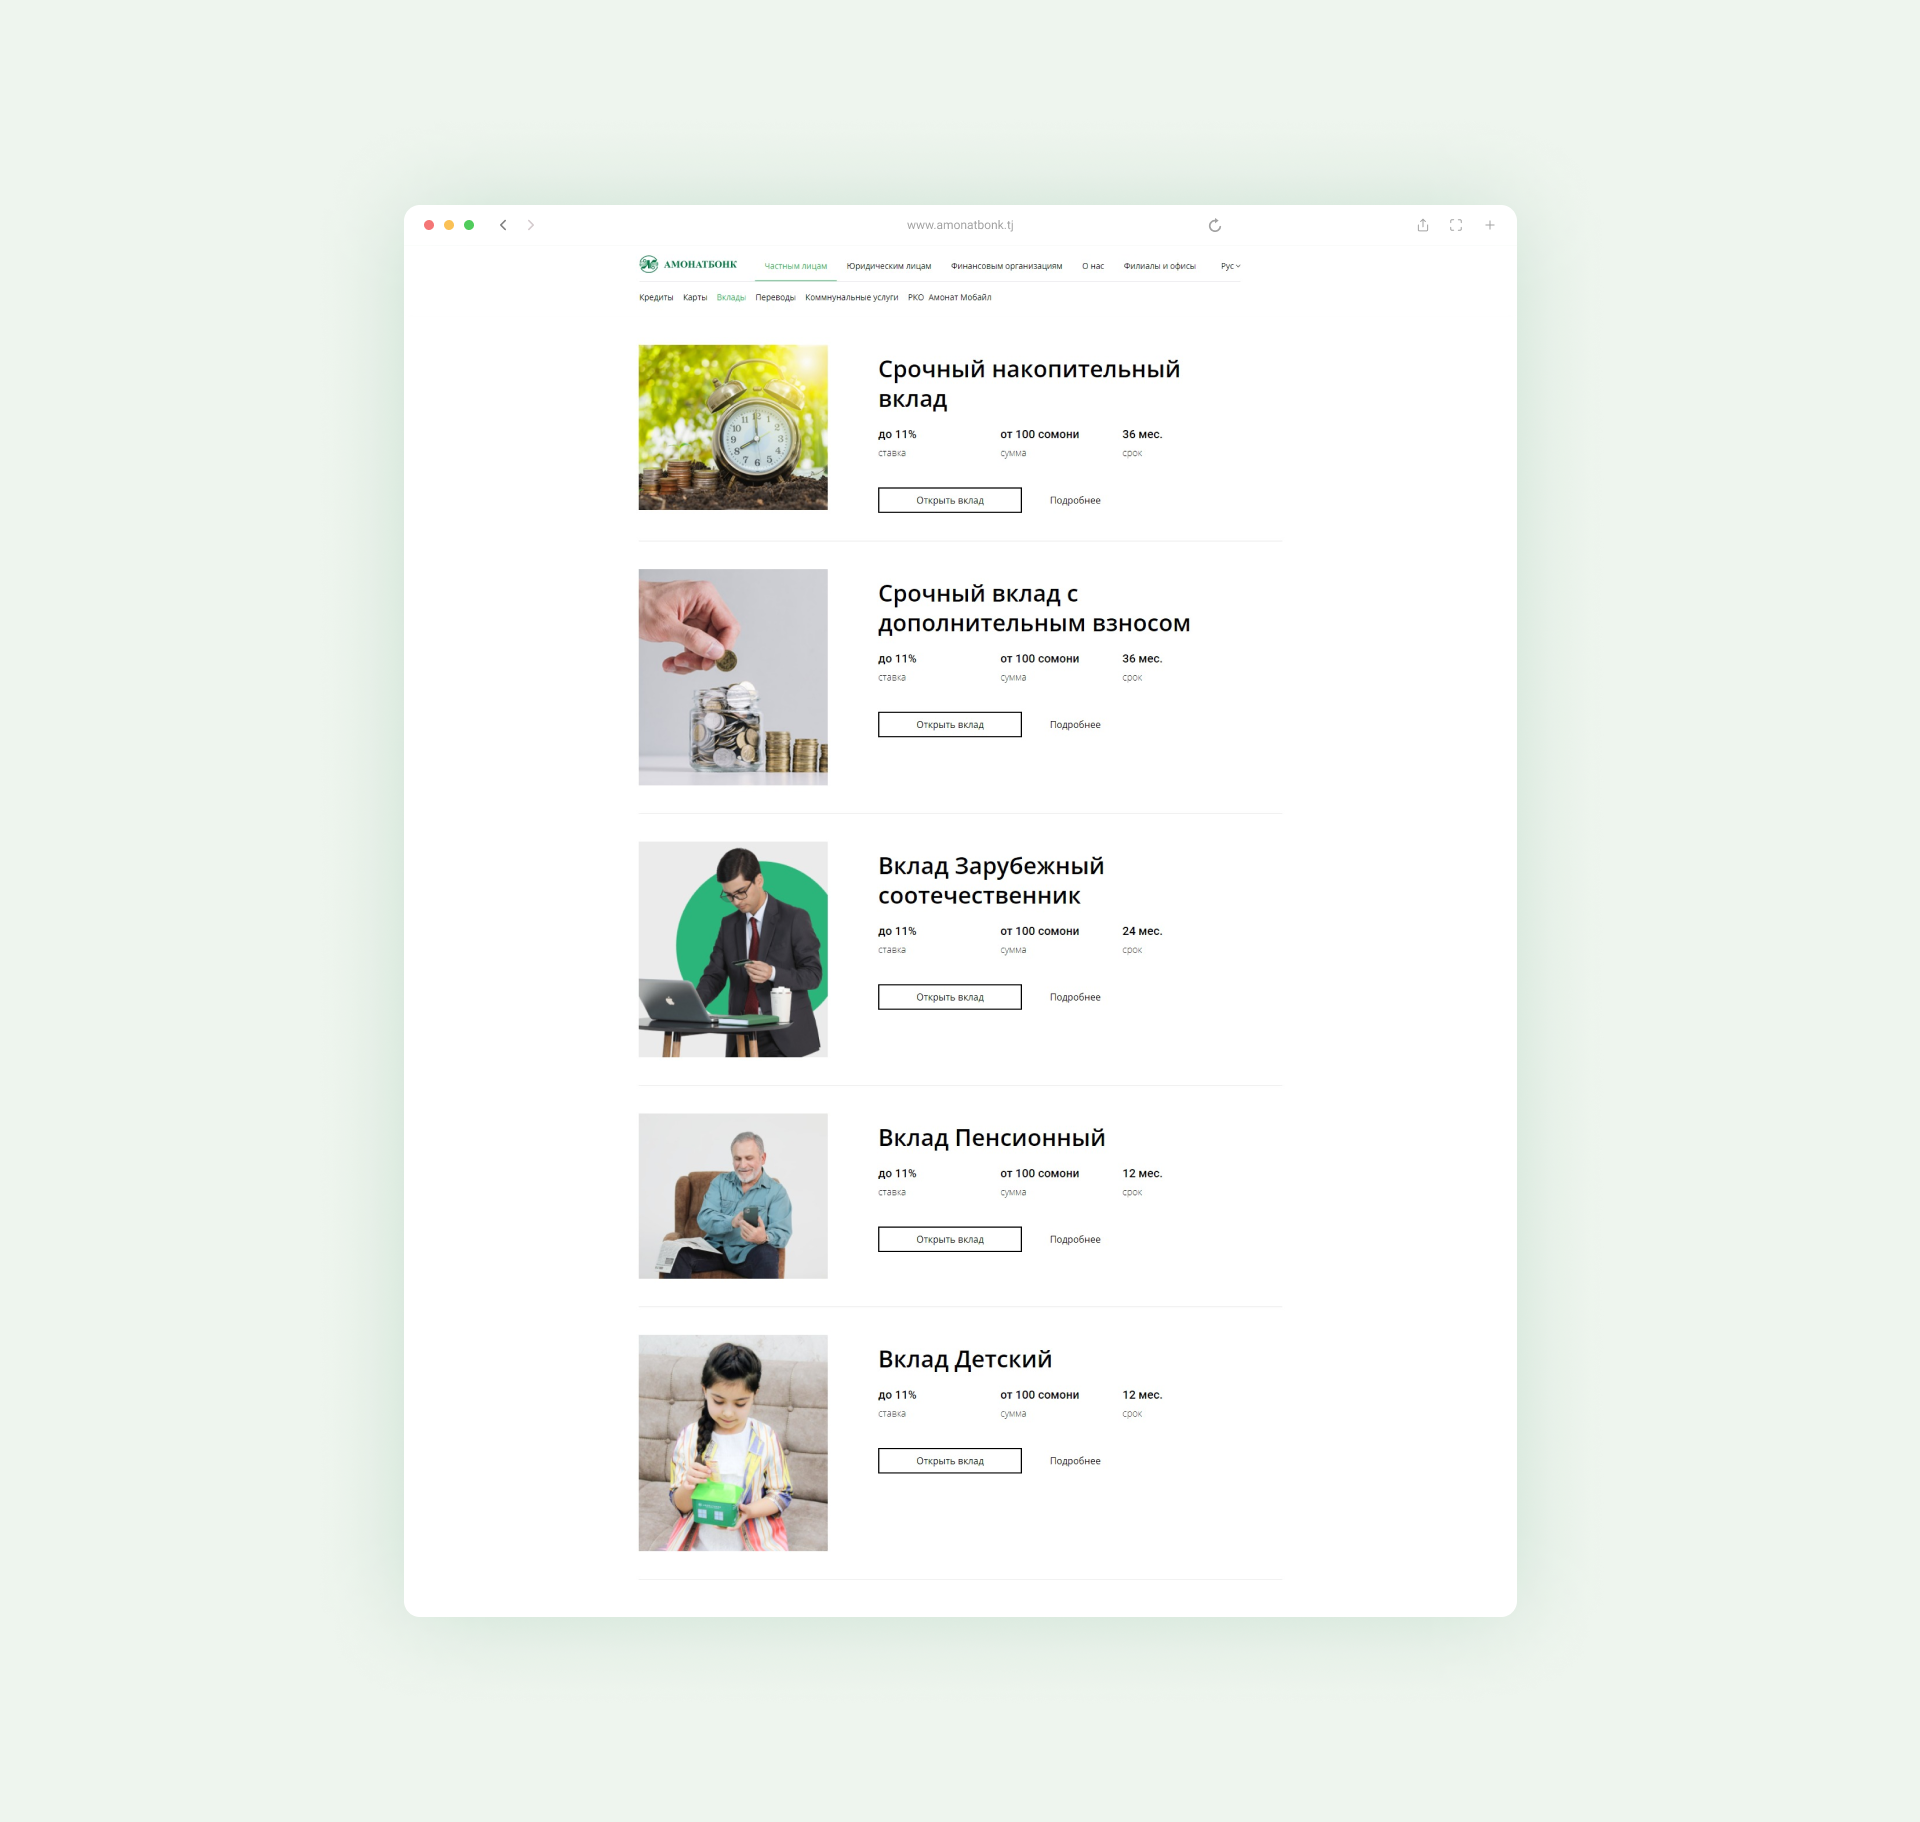 www.amonatbonk.tj
АМОНАТБОНК Частным лицам Юридическим лицам Финансовым организациям О нас Филиалы и офисы Рус
Кредиты Карты Вклады Переводы Коммнунальные услуги РКО Амонат Мобайл
Срочный накопительный
вклад
до 11% от 100 сомони 36 мес.
ставка сумма срок
Открыть вклад Подробнее
Срочный вклад с
дополнительным взносом
до 11% от 100 сомони 36 мес.
ставка сумма срок
Открыть вклад Подробнее
Вклад Зарубежный
соотечественник
до 11% от 100 сомони 24 мес.
ставка сумма срок
Открыть вклад Подробнее
Вклад Пенсионный
до 11% от 100 сомони 12 мес.
ставка сумма срок
Открыть вклад Подробнее
Вклад Детский
до 11% от 100 сомони 12 мес.
ставка сумма срок
Открыть вклад Подробнее